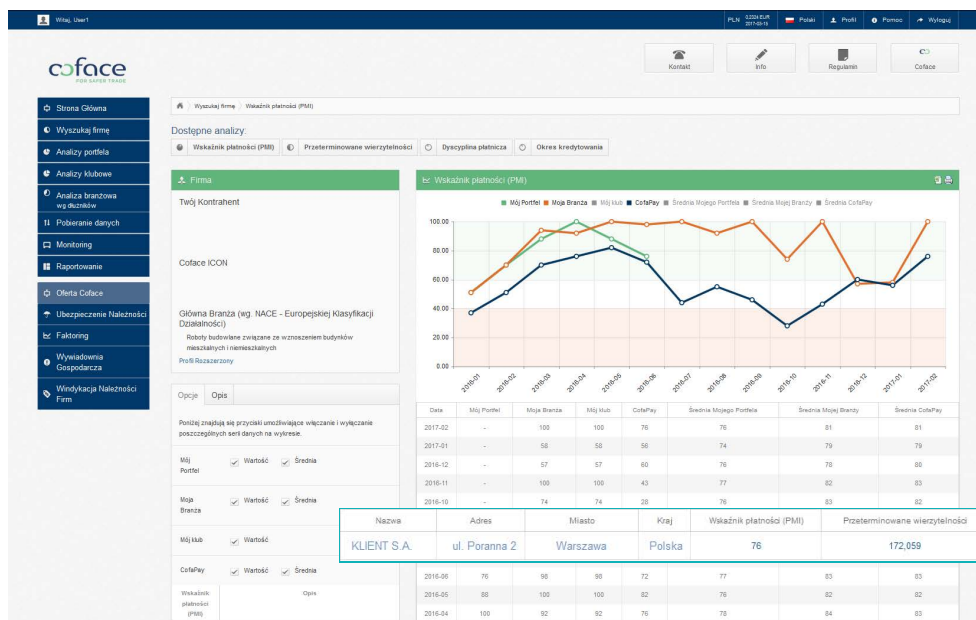 Witaj, User1
PLN 0,2324 EUR
2017-03-15
Polski
Profil
Pomoc
Wyloguj
coface
FOR SAFER TRADE
Kontakt
Info
Regulamin
Coface
Strona Główna
Wyszukaj firmę
Analizy portfela
Analizy klubowe
Analiza branżowa
wg dłużników
Pobieranie danych
Monitoring
Raportowanie
Oferta Coface
Ubezpieczenie Należności
Faktoring
Wywiadownia
Gospodarcza
Windykacja Należności
Firm
/ Wyszukaj firmę / Wskaźnik płatności (PMI)
Dostępne analizy:
Wskaźnik płatności (PMI)
Przeterminowane wierzytelności
Dyscyplina płatnicza
Okres kredytowania
Firma
Twój Kontrahent
Coface ICON
Główna Branża (wg. NACE - Europejskiej Klasyfikacji
Działalności)
Roboty budowlane związane ze wznoszeniem budynków
mieszkalnych i niemieszkalnych
Profil Rozszerzony
Opcje Opis
Poniżej znajdują się przyciski umożliwiające włączanie i wyłączanie
poszczególnych serii danych na wykresie.
Mój
Portfel
Wartość Średnia
Moja
Branża
Wartość Średnia
Mój klub
Wartość
CofaPay
Wartość Średnia
Wskaźnik
płatności
(PMI)
Opis
Wskaźnik płatności (PMI)
Mój Portfel Moja Branża Mój klub CofaPay Średnia Mojego Portfela Średnia Mojej Branży Średnia CofaPay
100.00
80.00
60.00
40.00
20.00
0.00
2016-01 2016-02 2016-03 2016-04 2016-05 2016-06 2016-07 2016-08 2016-09 2016-10 2016-11 2016-12 2017-01 2017-02
Data Mój Portfel Moja Branża Mój klub CofaPay Średnia Mojego Portfela Średnia Mojej Branży Średnia CofaPay
2017-02 - 100 100 76 76 81 81
2017-01 - 58 58 56 74 79 79
2016-12 - 57 57 60 76 78 80
2016-11 - 100 100 43 77 82 83
2016-10 - 74 74 28 76 83 82
Nazwa Adres Miasto Kraj Wskaźnik płatności (PMI) Przeterminowane wierzytelności
KLIENT S.A. ul. Poranna 2 Warszawa Polska 76 172,059
2016-06 76 98 98 72 77 83 83
2016-05 88 100 100 82 76 82 82
2016-04 100 92 92 76 78 84 83